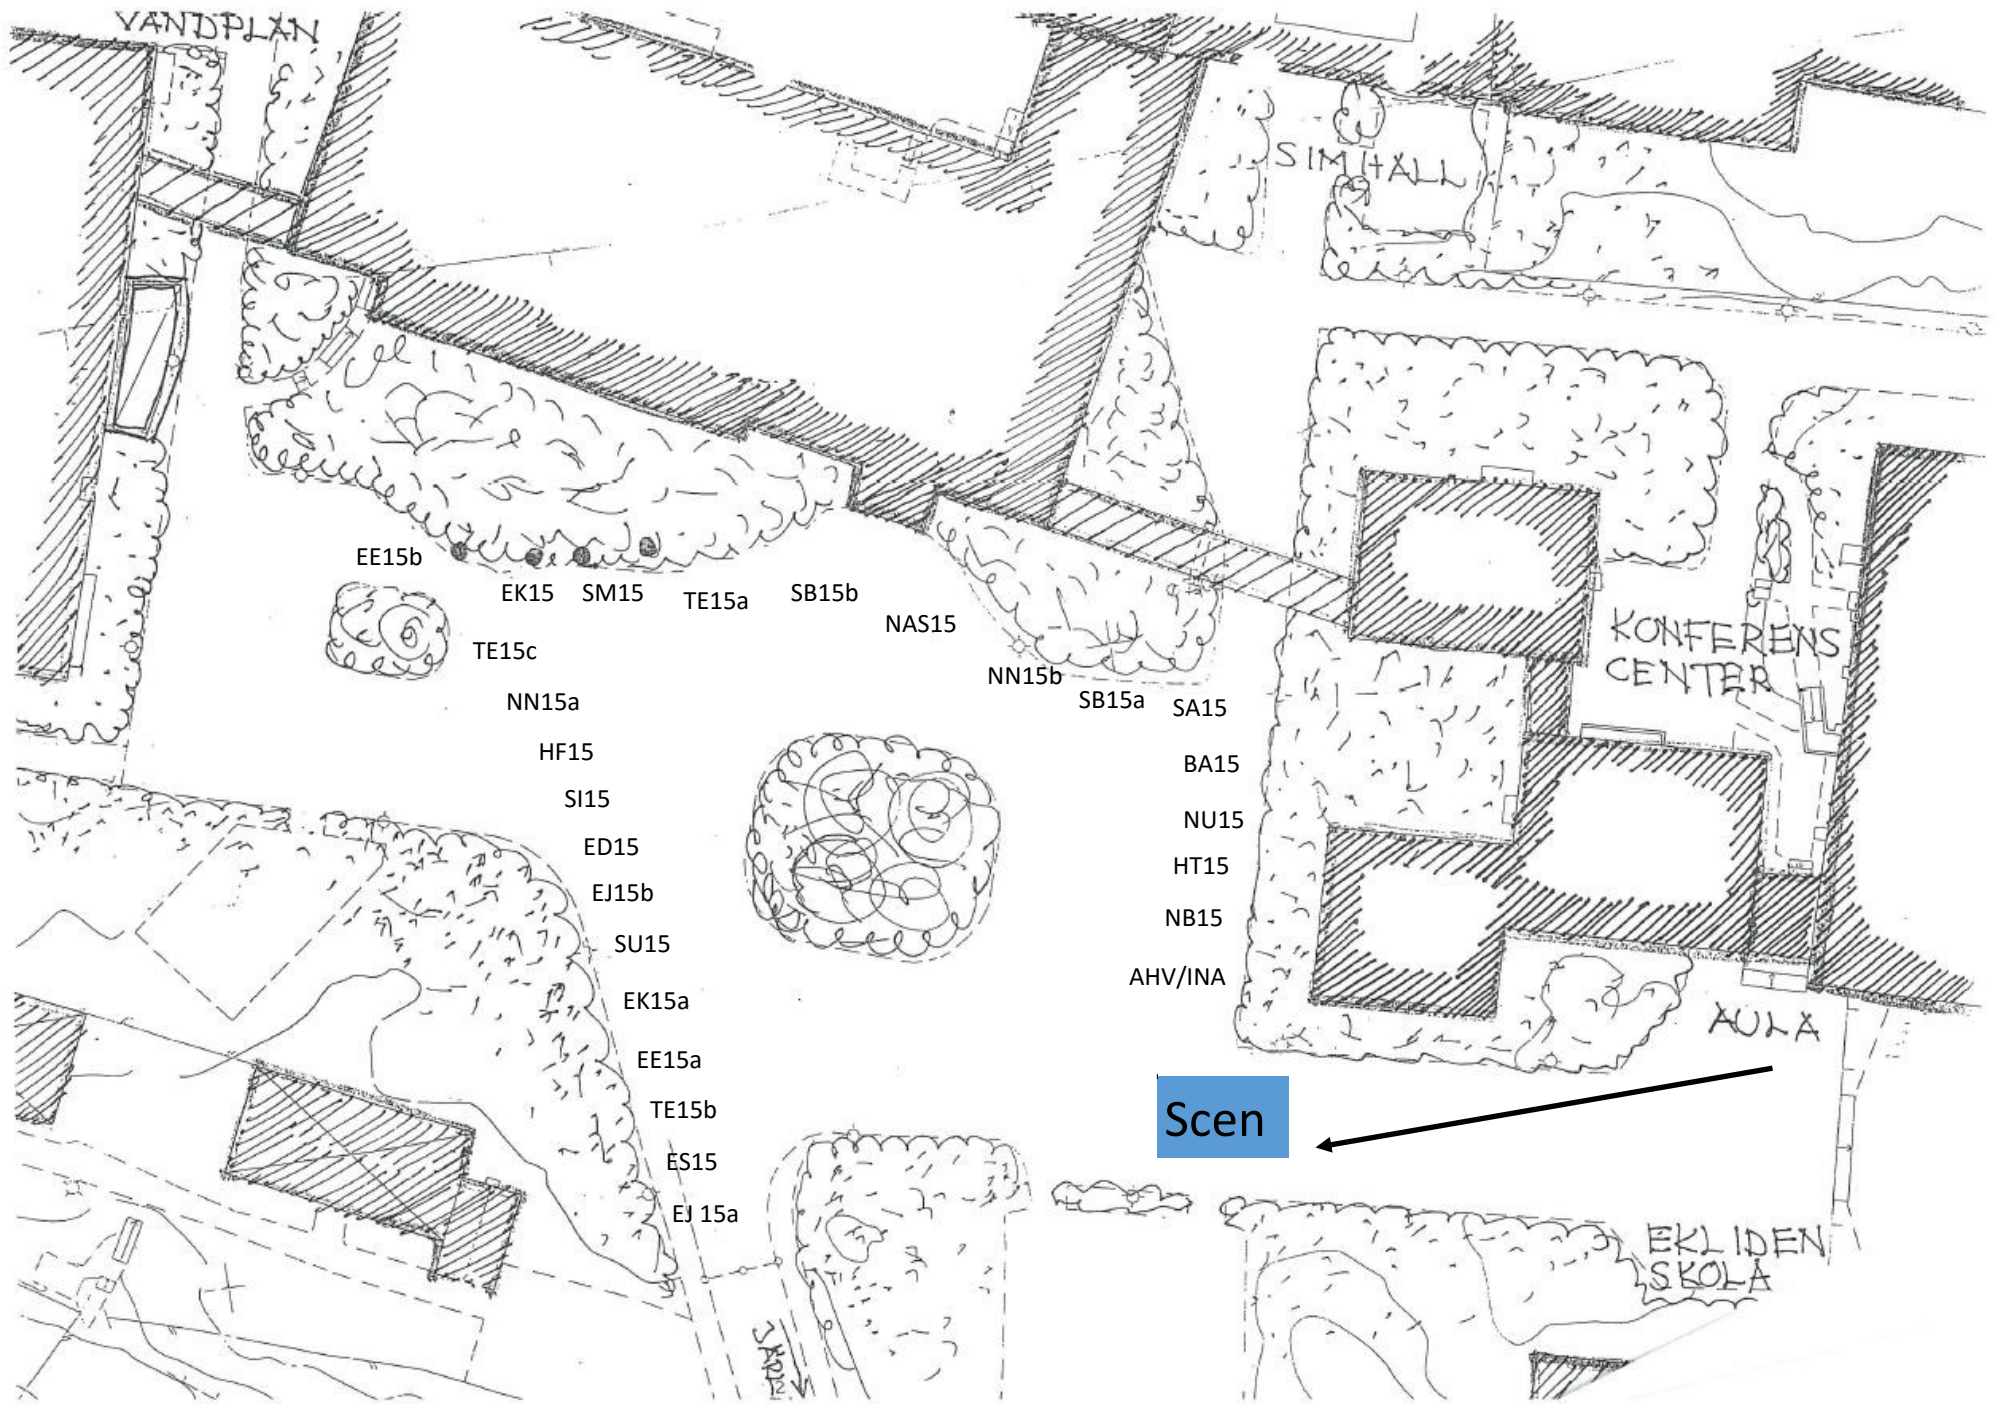 VANDPLAN
SIMHALL
EE15b
EK15
SM15
TE15a
SB15b
NAS15
KONFERENS
CENTER
TE15c
NN15b
NN15a
SB15a
SA15
HF15
BA15
SI15
NU15
ED15
HT15
EJ15b
NB15
SU15
AHV/INA
EK15a
AULA
EE15a
TE15b
Scen
ES15
EJ 15a
EKLIDEN
SKOLA